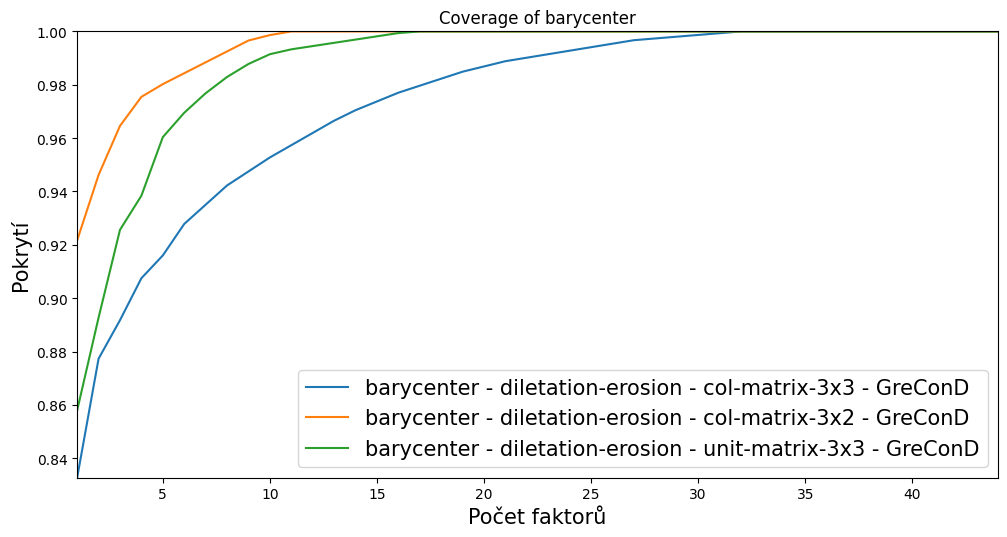 Coverage of barycenter
Pokrytí
1.00
0.98
0.96
0.94
0.92
0.90
0.88
0.86
0.84
barycenter - diletation-erosion - col-matrix-3x3 - GreConD
barycenter - diletation-erosion - col-matrix-3x2 - GreConD
barycenter - diletation-erosion - unit-matrix-3x3 - GreConD
5 10 15 20 25 30 35 40
Počet faktorů